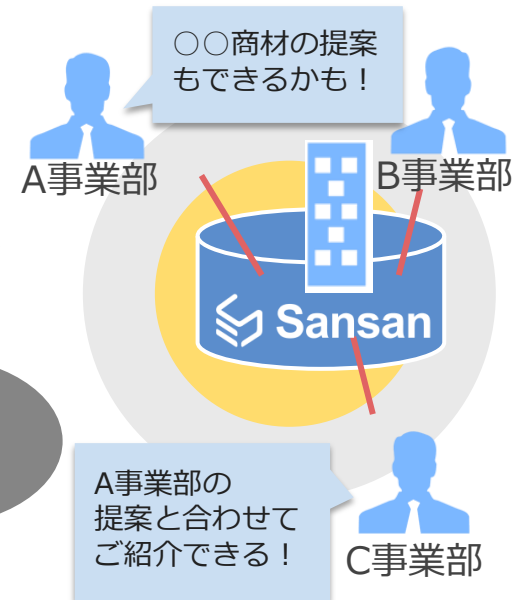 ○○商材の提案
もできるかも！
A事業部
B事業部
Sansan
A事業部の
提案と合わせて
ご紹介できる！
C事業部